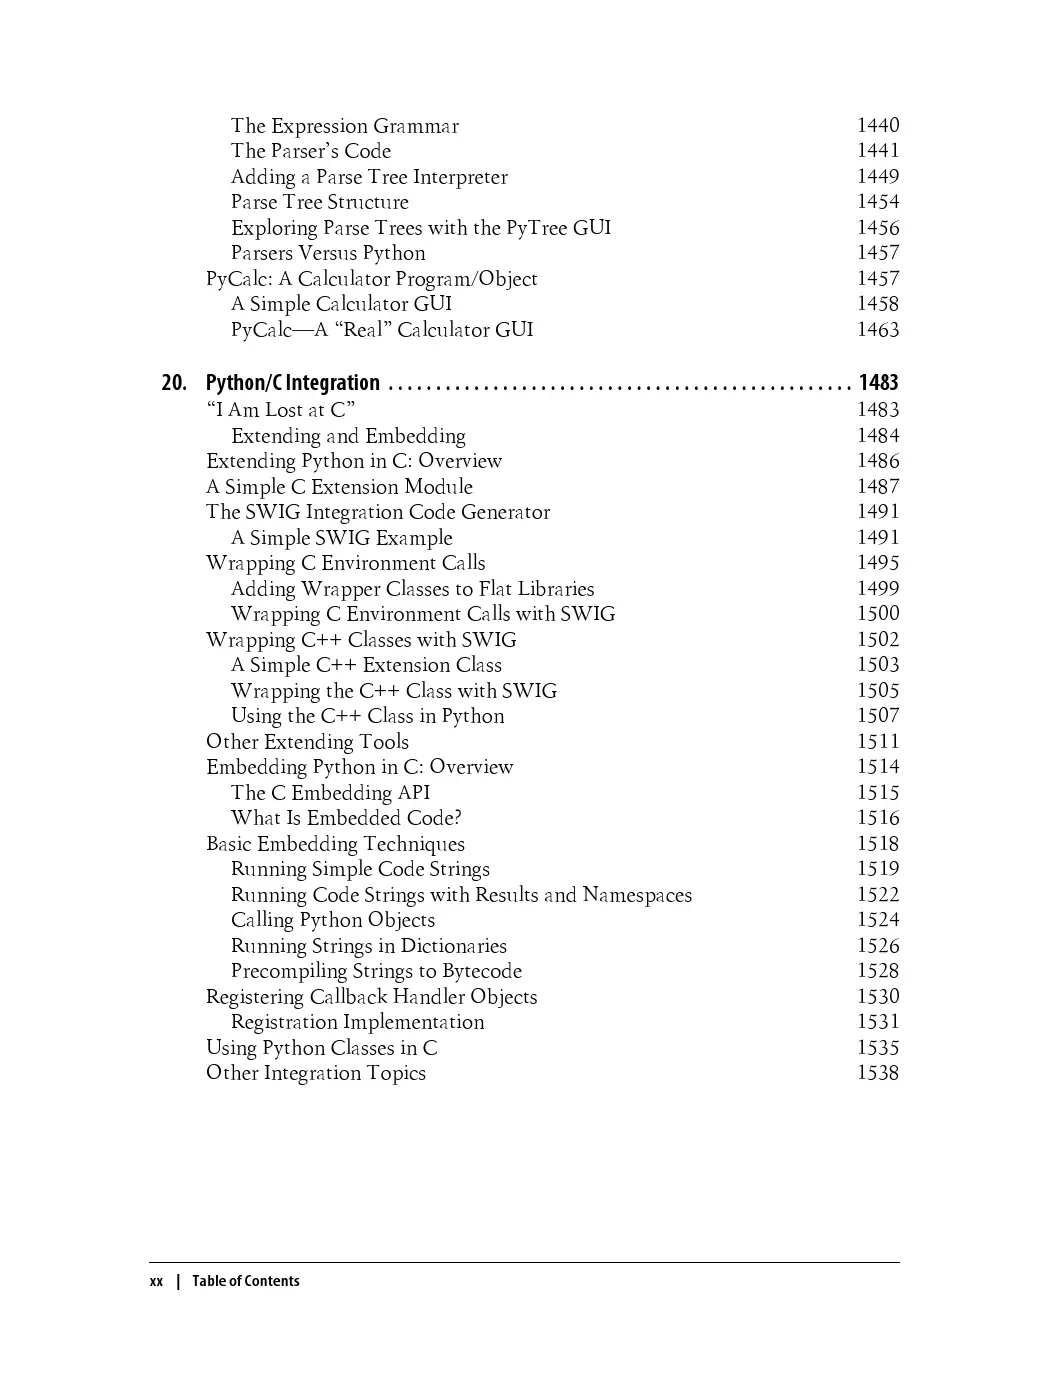 The Expression Grammar 1440
The Parser’s Code 1441
Adding a Parse Tree Interpreter 1449
Parse Tree Structure 1454
Exploring Parse Trees with the PyTree GUI 1456
Parsers Versus Python 1457
PyCalc: A Calculator Program/Object 1457
A Simple Calculator GUI 1458
PyCalc—A “Real” Calculator GUI 1463
20. Python/C Integration . . . . . . . . . . . . . . . . . . . . . . . . . . . . . . . . . . . . . . . . . . . . . . . . . 1483
“I Am Lost at C” 1483
Extending and Embedding 1484
Extending Python in C: Overview 1486
A Simple C Extension Module 1487
The SWIG Integration Code Generator 1491
A Simple SWIG Example 1491
Wrapping C Environment Calls 1495
Adding Wrapper Classes to Flat Libraries 1499
Wrapping C Environment Calls with SWIG 1500
Wrapping C++ Classes with SWIG 1502
A Simple C++ Extension Class 1503
Wrapping the C++ Class with SWIG 1505
Using the C++ Class in Python 1507
Other Extending Tools 1511
Embedding Python in C: Overview 1514
The C Embedding API 1515
What Is Embedded Code? 1516
Basic Embedding Techniques 1518
Running Simple Code Strings 1519
Running Code Strings with Results and Namespaces 1522
Calling Python Objects 1524
Running Strings in Dictionaries 1526
Precompiling Strings to Bytecode 1528
Registering Callback Handler Objects 1530
Registration Implementation 1531
Using Python Classes in C 1535
Other Integration Topics 1538
xx | Table of Contents